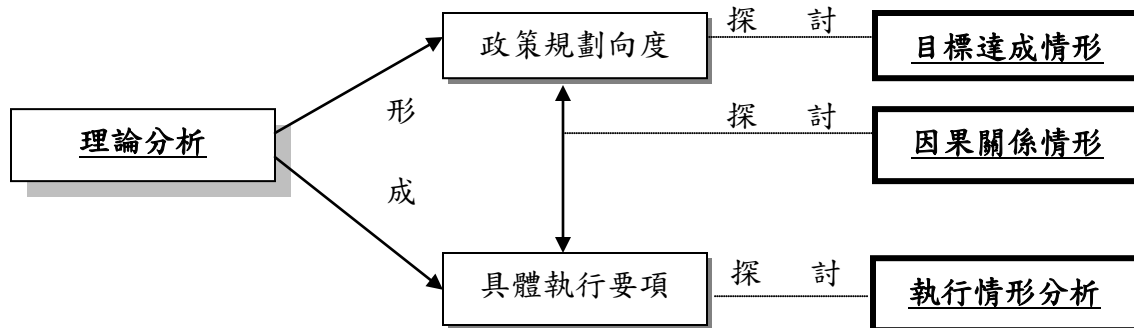 政策規劃向度
探 討
目標達成情形
形
成
理論分析
探 討
因果關係情形
具體執行要項
探 討
執行情形分析